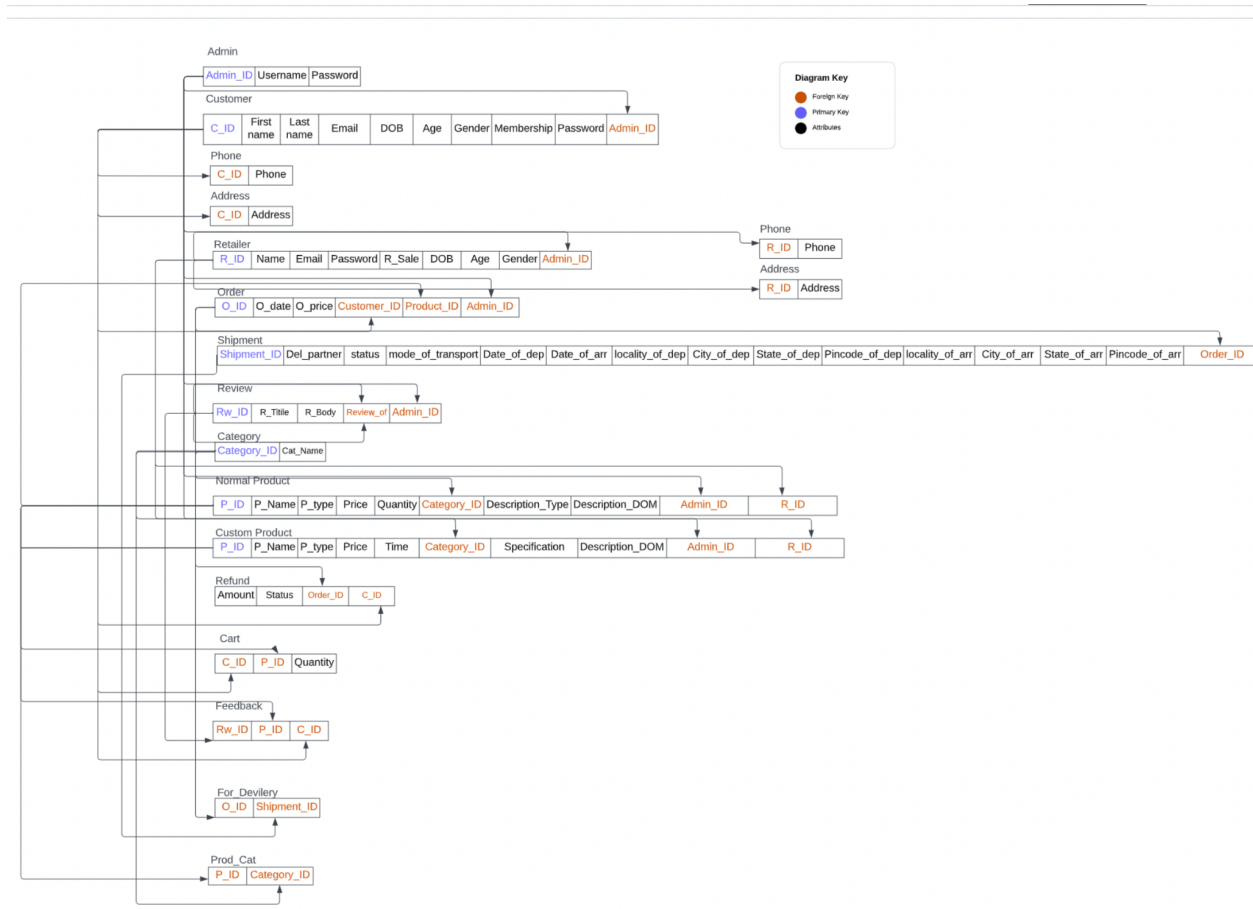 Admin
Admin_ID Username Password
Diagram Key
Foreign Key
Primary Key
Attributes
Customer
C_ID First name Last name Email DOB Age Gender Membership Password Admin_ID
Phone
C_ID Phone
Address
C_ID Address
Phone
R_ID Phone
Retailer
R_ID Name Email Password R_Sale DOB Age Gender Admin_ID
Address
R_ID Address
Order
O_ID O_date O_price Customer_ID Product_ID Admin_ID
Shipment
Shipment_ID Del_partner status mode_of_transport Date_of_dep Date_of_arr locality_of_dep City_of_dep State_of_dep Pincode_of_dep locality_of_arr City_of_arr State_of_arr Pincode_of_arr Order_ID
Review
Rw_ID R_Titile R_Body Review_of Admin_ID
Category
Category_ID Cat_Name
Normal Product
P_ID P_Name P_type Price Quantity Category_ID Description_Type Description_DOM Admin_ID R_ID
Custom Product
P_ID P_Name P_type Price Time Category_ID Specification Description_DOM Admin_ID R_ID
Refund
Amount Status Order_ID C_ID
Cart
C_ID P_ID Quantity
Feedback
Rw_ID P_ID C_ID
For_Devilery
O_ID Shipment_ID
Prod_Cat
P_ID Category_ID